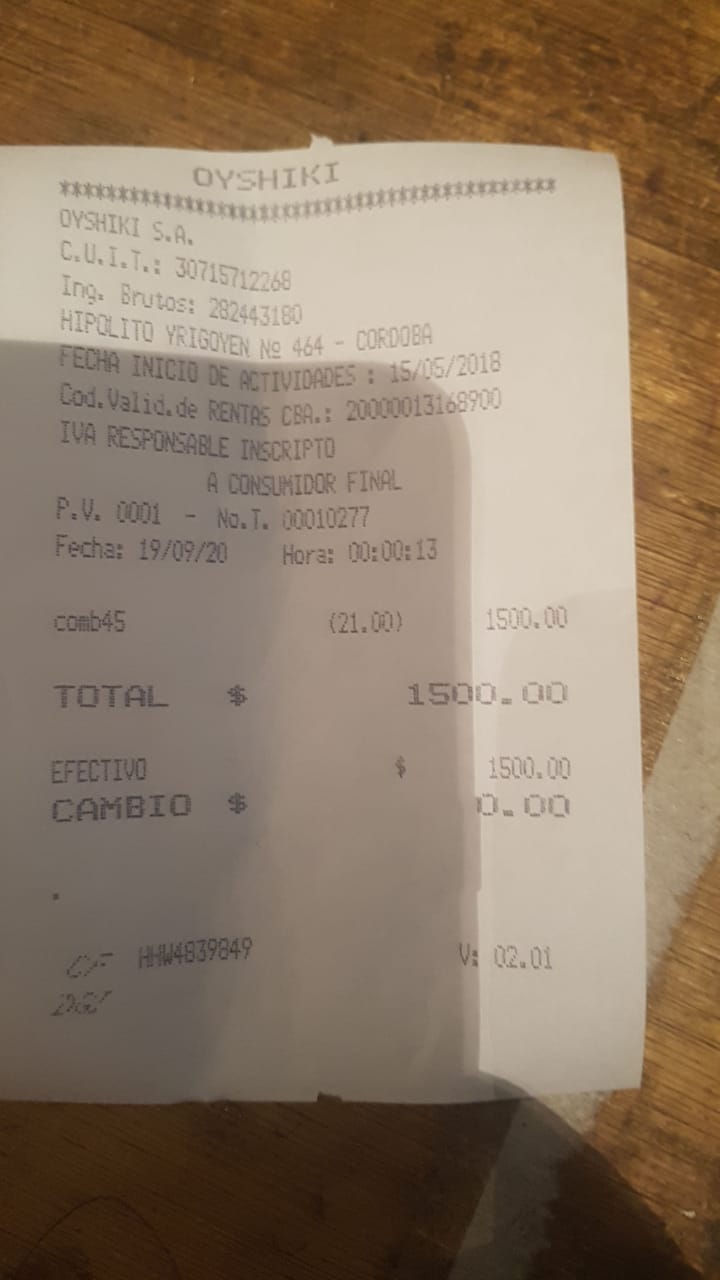 OYSHIKI
**************************************************
OYSHIKI S.A.
C.U.I.T.: 30715712268
Ing. Brutos: 282443180
HIPOLITO YRIGOYEN Nº 464 - CORDOBA
FECHA INICIO DE ACTIVIDADES : 15/05/2018
Cod.Valid.de RENTAS CBA.: 20000013168900
IVA RESPONSABLE INSCRIPTO
A CONSUMIDOR FINAL
P.V. 0001 - No.T. 00010277
Fecha: 19/09/20 Hora: 00:00:13
comb45 (21.00) 1500.00
TOTAL $ 1500.00
EFECTIVO $ 1500.00
CAMBIO $ 0.00
.
CF HHW4839849 V: 02.01
DGI